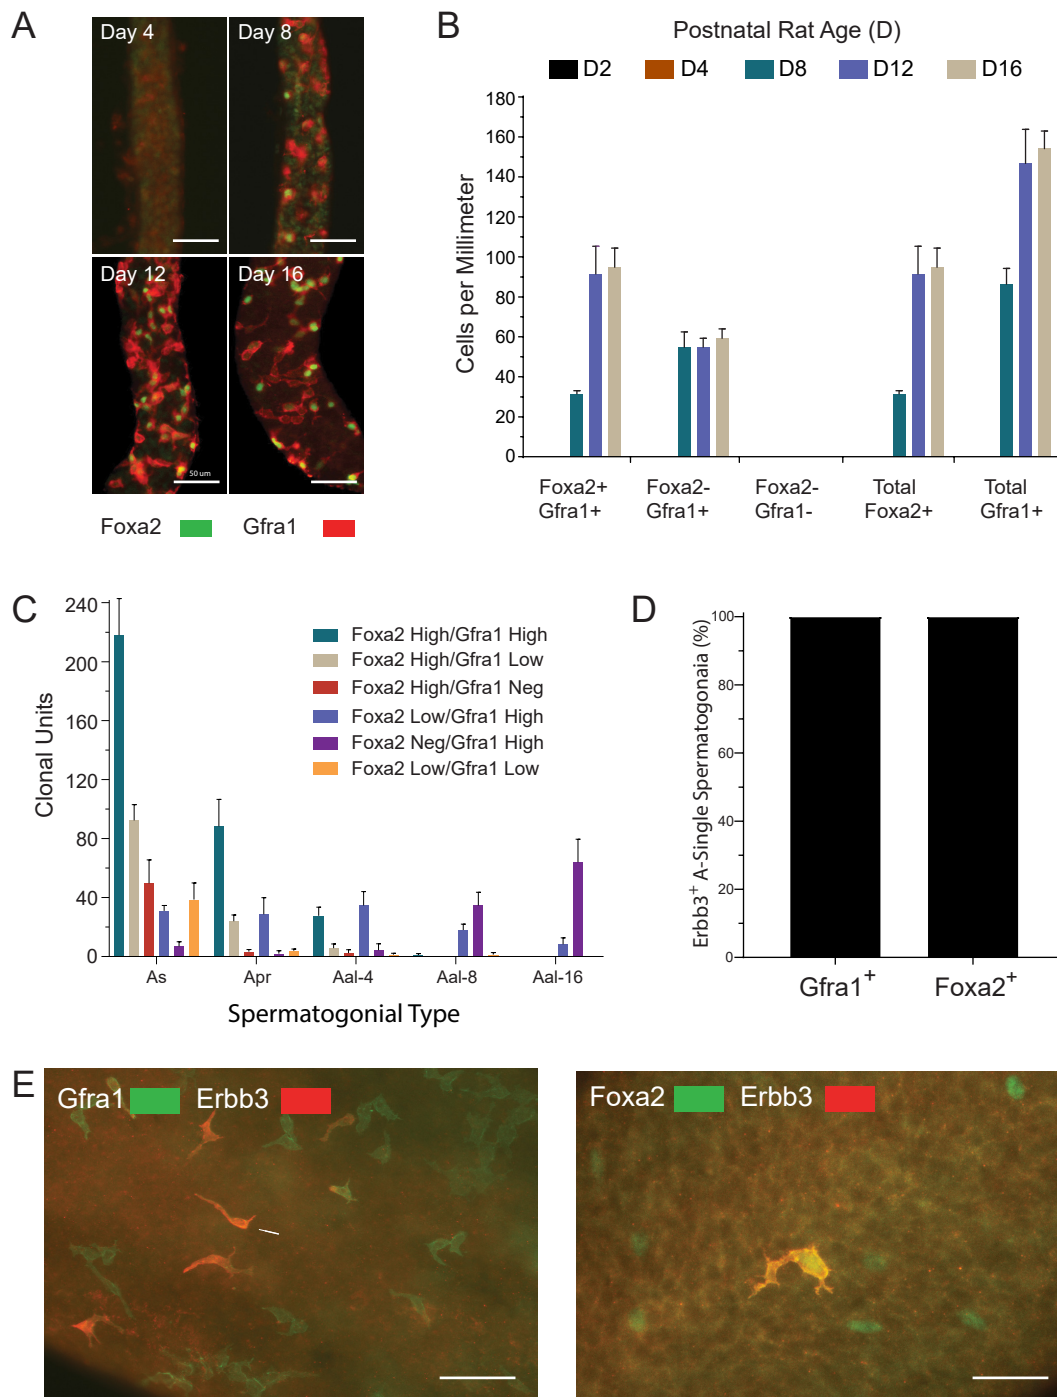 A
Day 4
Day 8
Day 12
Day 16
50 um
Foxa2
Gfra1
B
Postnatal Rat Age (D)
D2
D4
D8
D12
D16
Cells per Millimeter
180
160
140
120
100
80
60
40
20
0
Foxa2+
Gfra1+
Foxa2-
Gfra1+
Foxa2-
Gfra1-
Total
Foxa2+
Total
Gfra1+
C
Clonal Units
240
200
160
120
80
40
0
Foxa2 High/Gfra1 High
Foxa2 High/Gfra1 Low
Foxa2 High/Gfra1 Neg
Foxa2 Low/Gfra1 High
Foxa2 Neg/Gfra1 High
Foxa2 Low/Gfra1 Low
As
Apr
Aal-4
Aal-8
Aal-16
Spermatogonial Type
D
Erbb3+ A-Single Spermatogonaia (%)
100
80
60
40
20
0
Gfra1+
Foxa2+
E
Gfra1
Erbb3
Foxa2
Erbb3